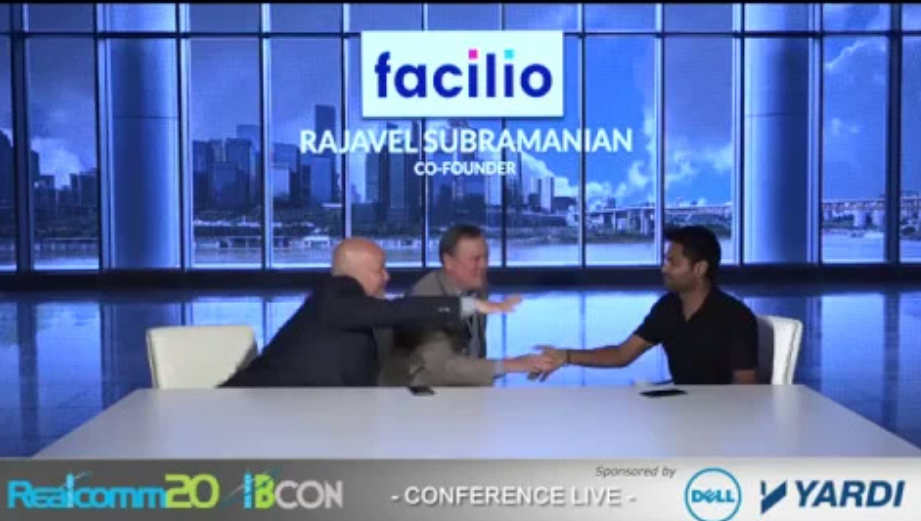 facilio
RAJAVEL SUBRAMANIAN
CO-FOUNDER
Sponsored by
Realcomm20 IBCON - CONFERENCE LIVE - DELL YARDI